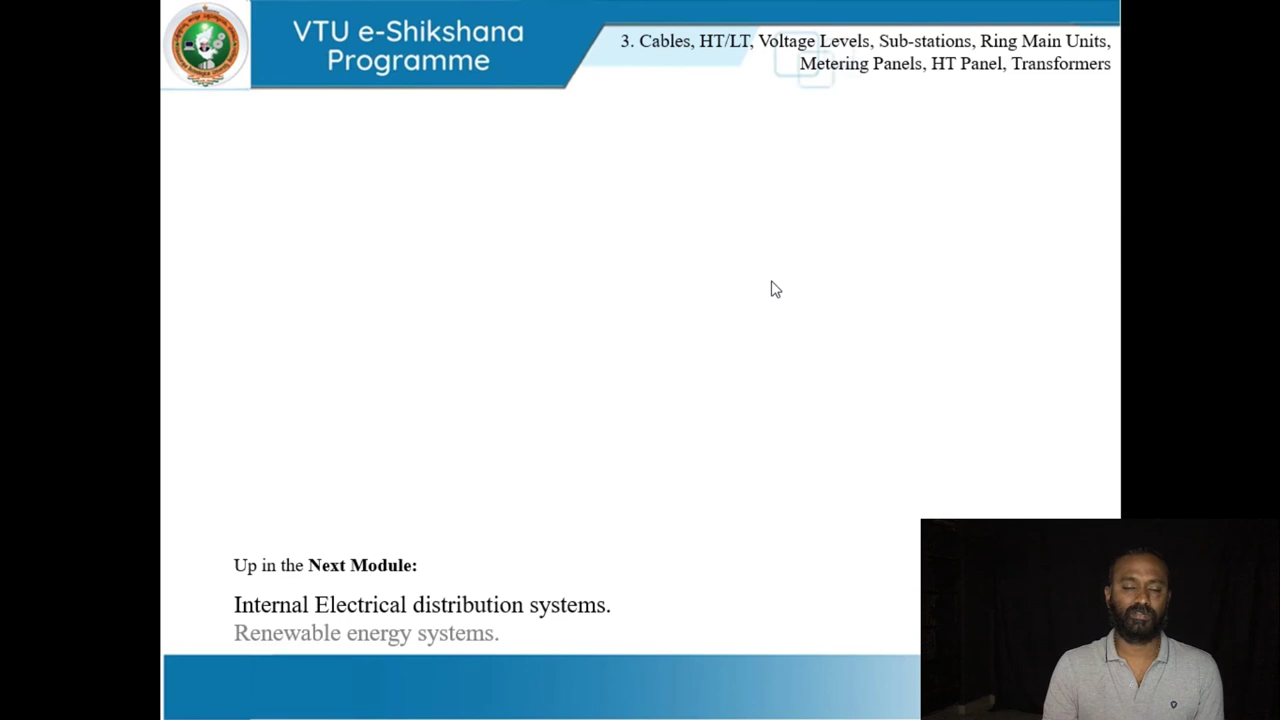 VTU e-Shikshana
Programme
3. Cables, HT/LT, Voltage Levels, Sub-stations, Ring Main Units,
Metering Panels, HT Panel, Transformers
Up in the Next Module:
Internal Electrical distribution systems.
Renewable energy systems.